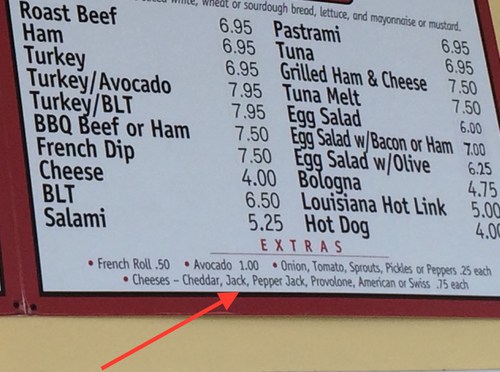 white, wheat or sourdough bread, lettuce, and mayonnaise or mustard.
Roast Beef 6.95
Ham 6.95
Turkey 6.95
Turkey/Avocado 7.95
Turkey/BLT 7.95
BBQ Beef or Ham 7.50
French Dip 7.50
Cheese 4.00
BLT 6.50
Salami 5.25
Pastrami 6.95
Tuna 6.95
Grilled Ham & Cheese 7.50
Tuna Melt 7.50
Egg Salad 6.00
Egg Salad w/Bacon or Ham 7.00
Egg Salad w/Olive 6.25
Bologna 4.75
Louisiana Hot Link 5.00
Hot Dog 4.00
EXTRAS
• French Roll .50 • Avocado 1.00 • Onion, Tomato, Sprouts, Pickles or Peppers .25 each
• Cheeses – Cheddar, Jack, Pepper Jack, Provolone, American or Swiss .75 each